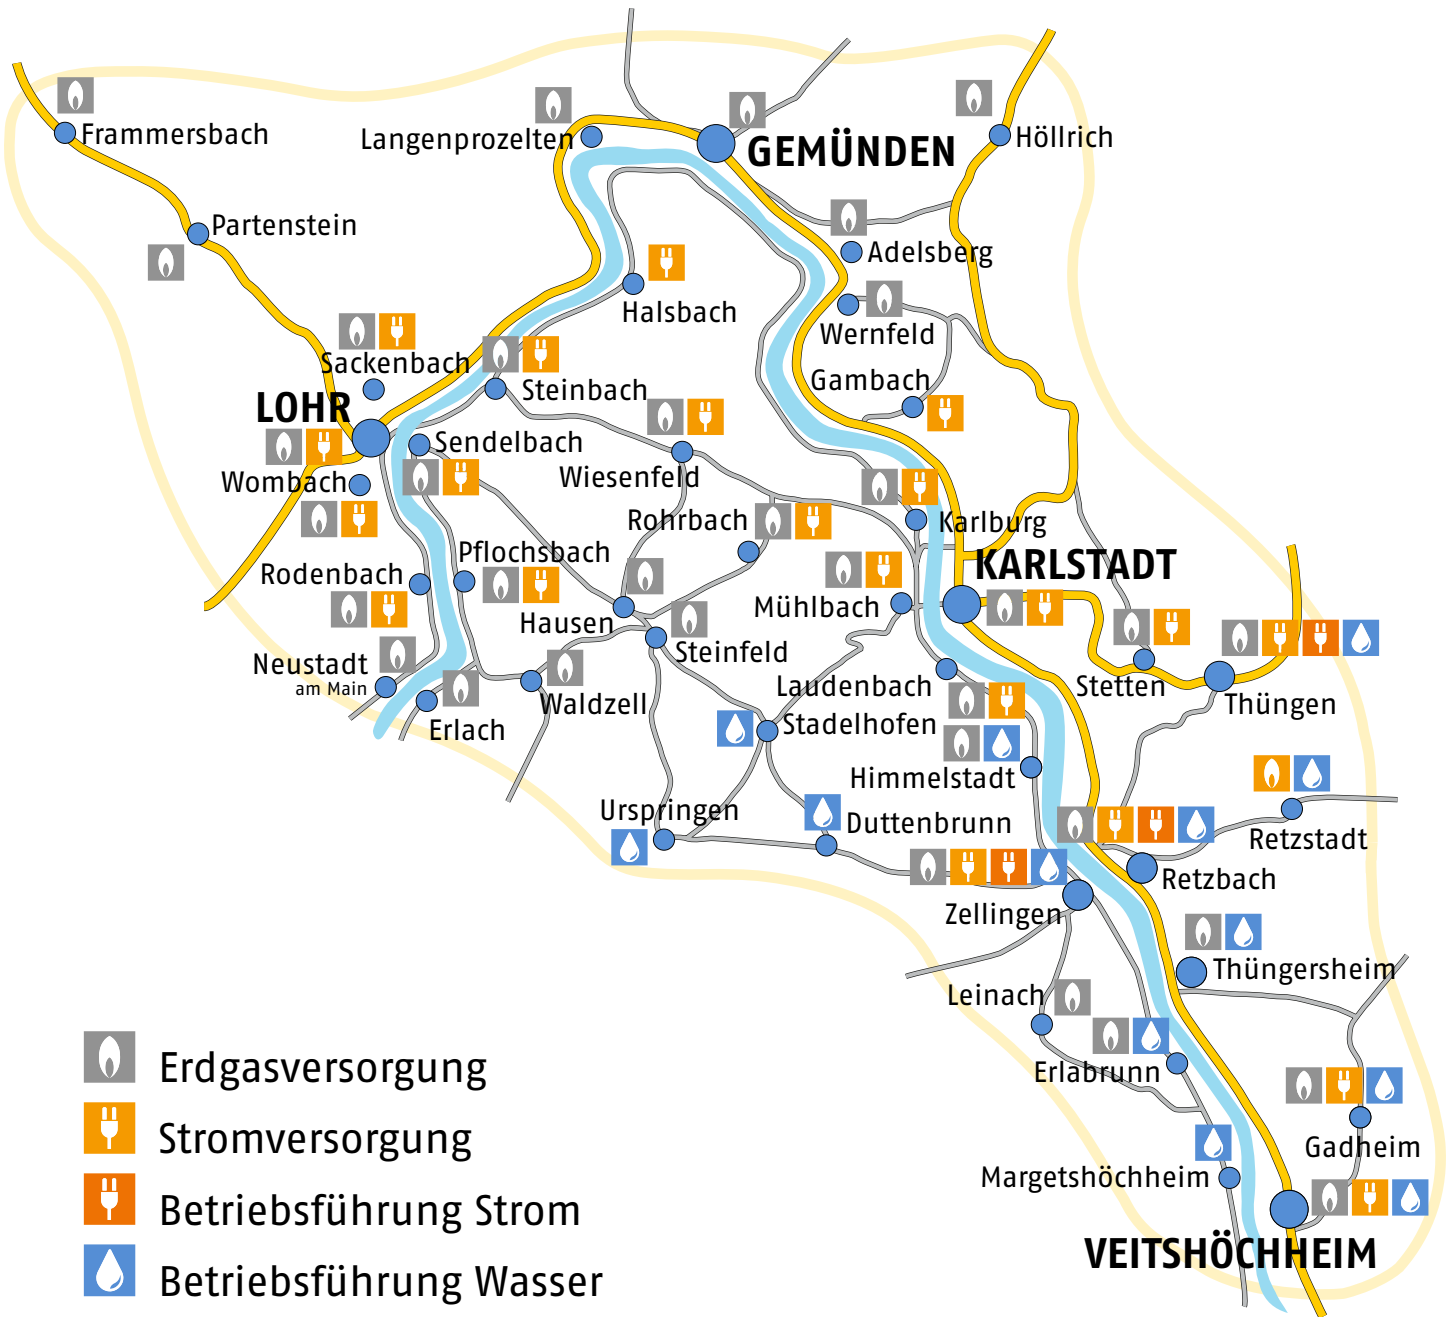 Frammersbach
Langenprozelten
GEMÜNDEN
Höllrich
Partenstein
Adelsberg
Halsbach
Wernfeld
Sackenbach
Steinbach
Gambach
LOHR
Sendelbach
Wiesenfeld
Wombach
Rohrbach
Karlburg
Pflochsbach
KARLSTADT
Rodenbach
Mühlbach
Hausen
Steinfeld
Neustadt
am Main
Laudenbach
Stetten
Waldzell
Thüngen
Erlach
Stadelhofen
Himmelstadt
Urspringen
Duttenbrunn
Retzstadt
Retzbach
Zellingen
Thüngersheim
Leinach
Erlabrunn
Gadheim
Margetshöchheim
VEITSHÖCHHEIM
Erdgasversorgung
Stromversorgung
Betriebsführung Strom
Betriebsführung Wasser